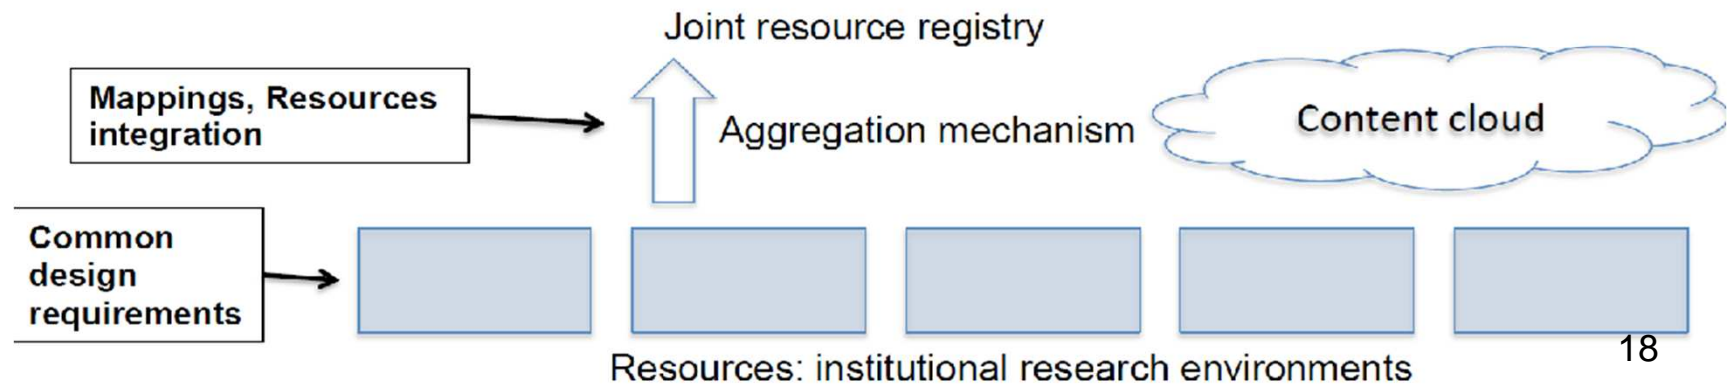 Joint resource registry
Mappings, Resources
integration
Aggregation mechanism
Content cloud
Common
design
requirements
Resources: institutional research environments
18